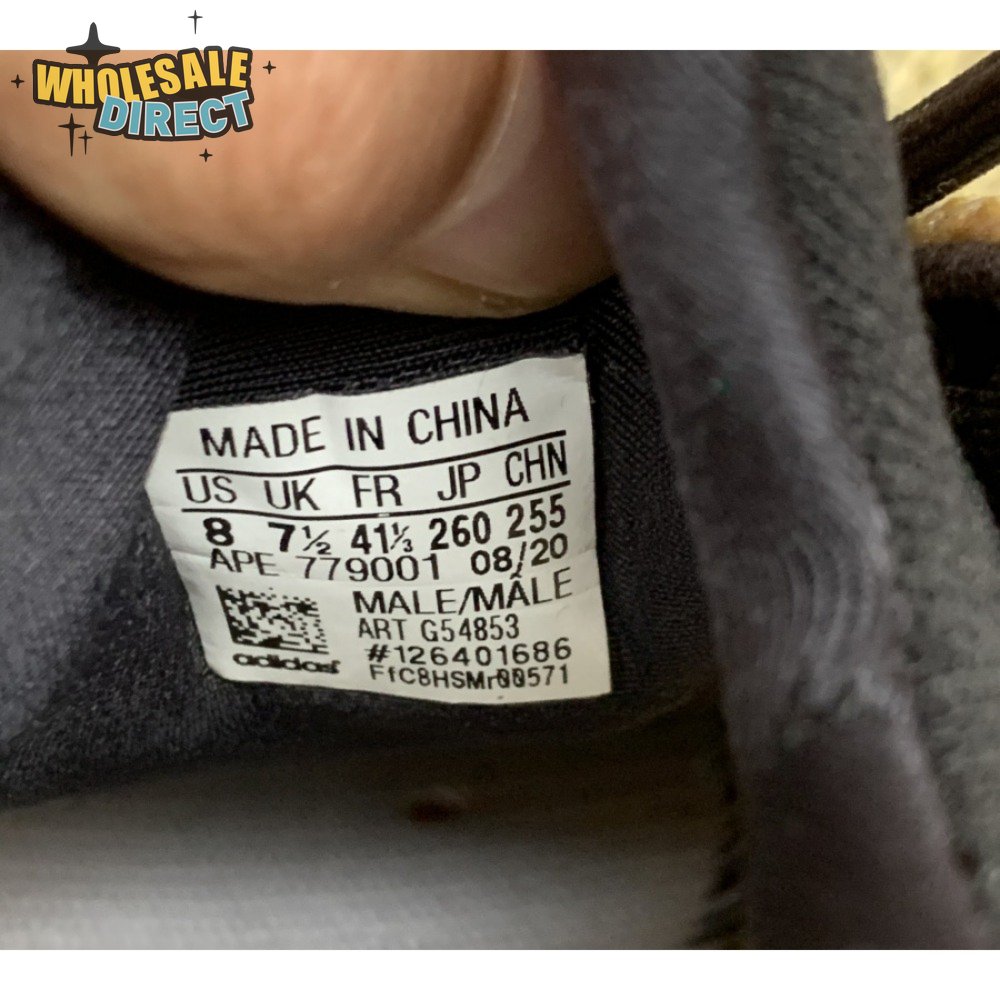 WHOLESALE
DIRECT
MADE IN CHINA
US UK FR JP CHN
8 7½ 41⅓ 260 255
APE 779001 08/20
MALE/MÂLE
ART G54853
#126401686
FfC8HSMr00571
adidas